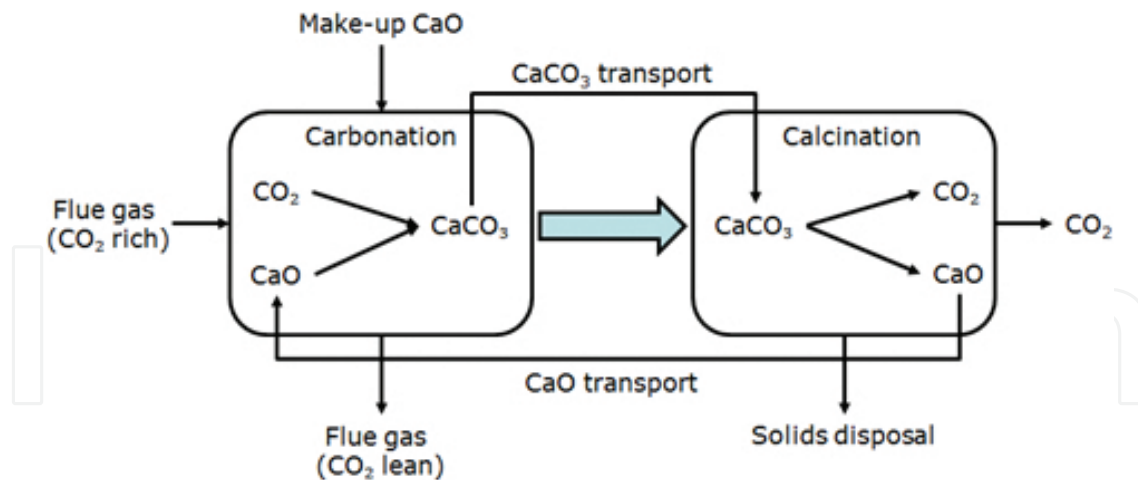 Make-up CaO
CaCO₃ transport
Carbonation
Calcination
CO₂
CO₂
Flue gas
(CO₂ rich)
CaCO₃
CaCO₃
CO₂
CaO
CaO
CaO transport
Flue gas
(CO₂ lean)
Solids disposal